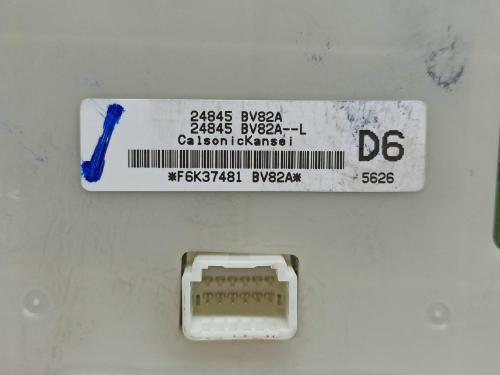 24845 BV82A
24845 BV82A--L
CalsonicKansei
D6
*F6K37481 BV82A*
5626